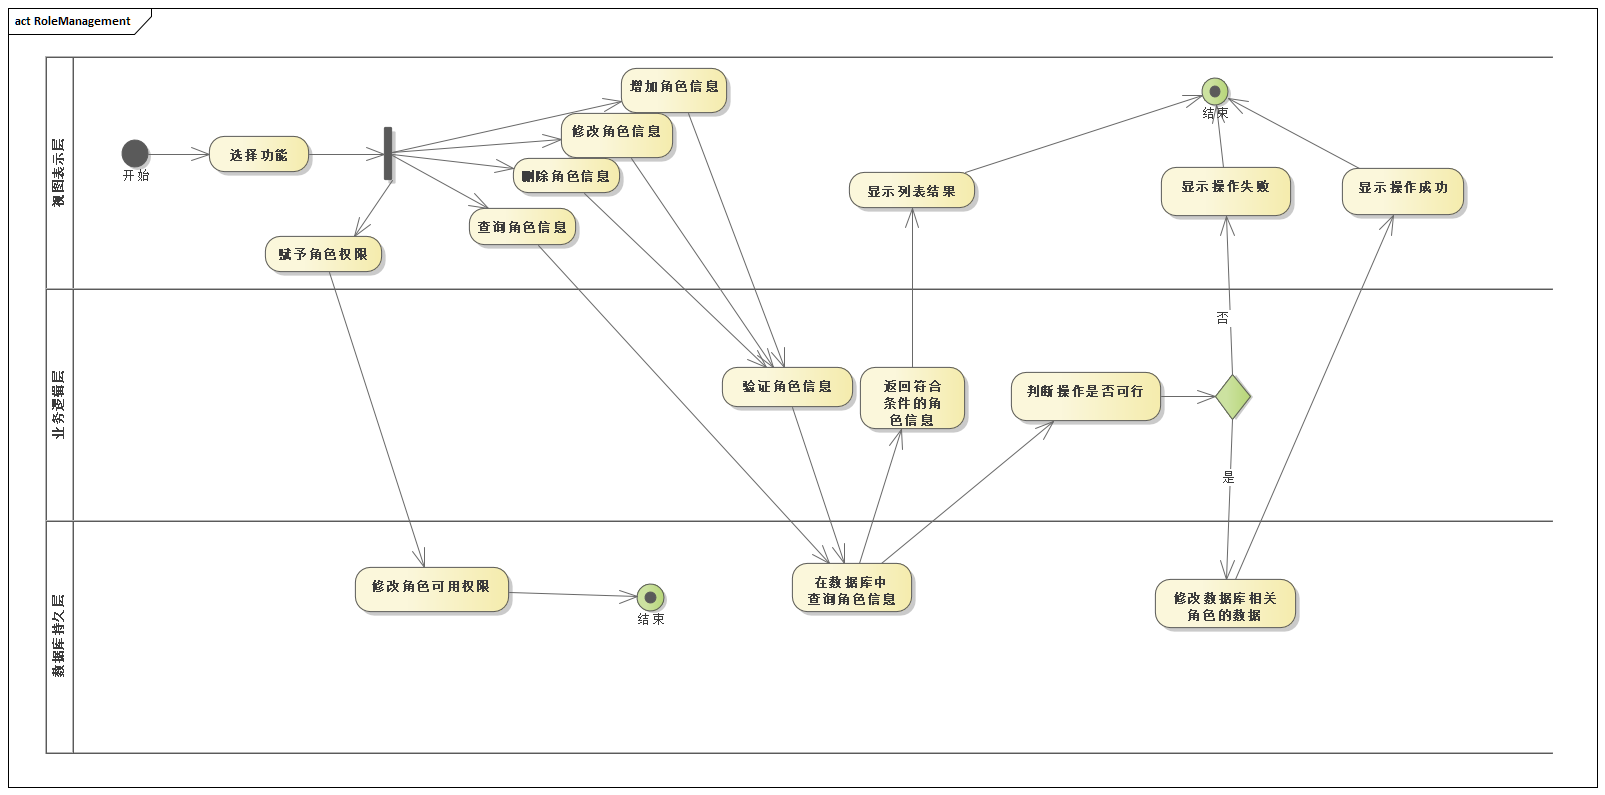 act RoleManagement
视图表示层
开始
选择功能
增加角色信息
修改角色信息
删除角色信息
查询角色信息
赋予角色权限
显示列表结果
结束
显示操作失败
显示操作成功
业务逻辑层
验证角色信息
返回符合
条件的角
色信息
判断操作是否可行
否
是
数据库持久层
修改角色可用权限
结束
在数据库中
查询角色信息
修改数据库相关
角色的数据